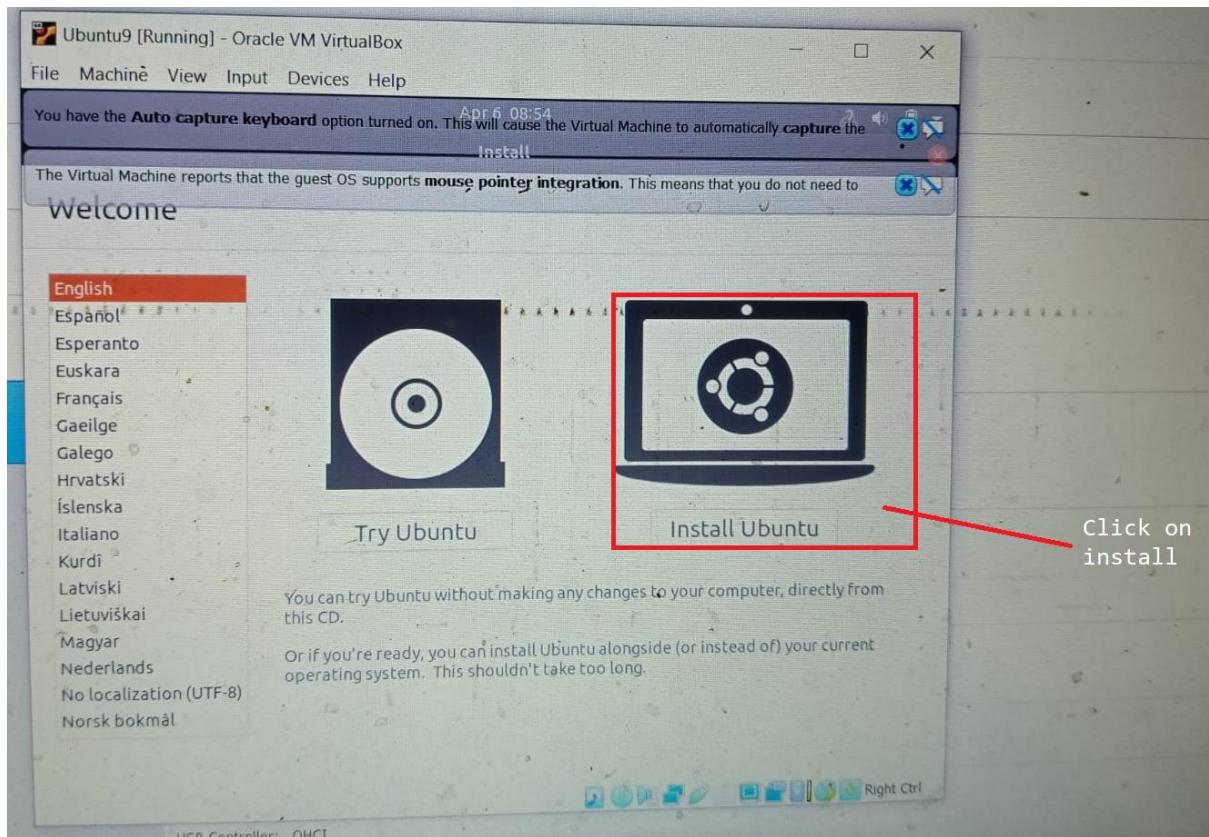 Ubuntu9 [Running] - Oracle VM VirtualBox
File Machine View Input Devices Help
Apr 6 08:54
You have the Auto capture keyboard option turned on. This will cause the Virtual Machine to automatically capture the
Install
The Virtual Machine reports that the guest OS supports mouse pointer integration. This means that you do not need to
Welcome
English
Español
Esperanto
Euskara
Français
Gaeilge
Galego
Hrvatski
Íslenska
Italiano
Kurdî
Latviski
Lietuviškai
Magyar
Nederlands
No localization (UTF-8)
Norsk bokmål
Try Ubuntu
Install Ubuntu
Click on
install
You can try Ubuntu without making any changes to your computer, directly from
this CD.
Or if you're ready, you can install Ubuntu alongside (or instead of) your current
operating system. This shouldn't take too long.
Right Ctrl
USB Controller: OHCI